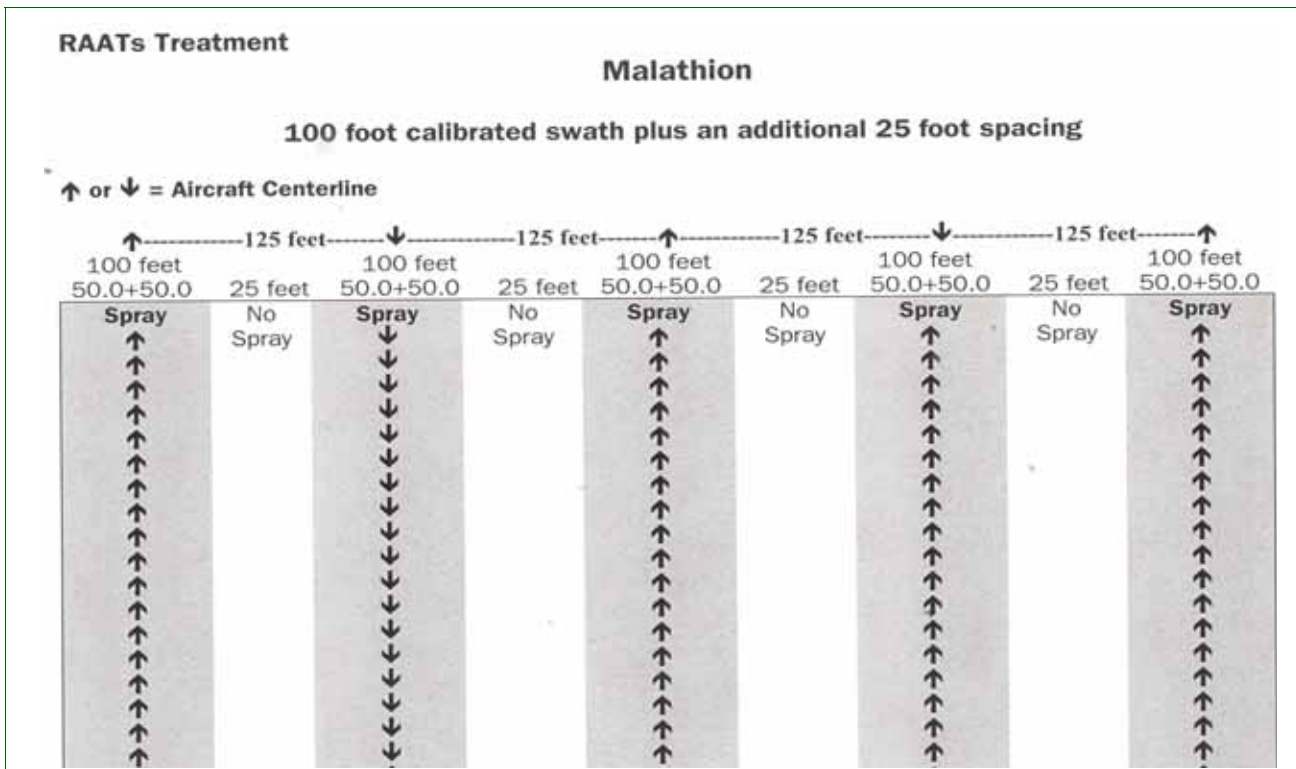 RAATs Treatment
Malathion
100 foot calibrated swath plus an additional 25 foot spacing
↑ or ↓ = Aircraft Centerline
↑-------------125 feet-------↓-------------125 feet-------↑-------------125 feet-------↓-------------125 feet-------↑
100 feet 100 feet 100 feet 100 feet 100 feet
50.0+50.0 25 feet 50.0+50.0 25 feet 50.0+50.0 25 feet 50.0+50.0 25 feet 50.0+50.0
Spray No Spray No Spray No Spray No Spray
Spray Spray Spray Spray